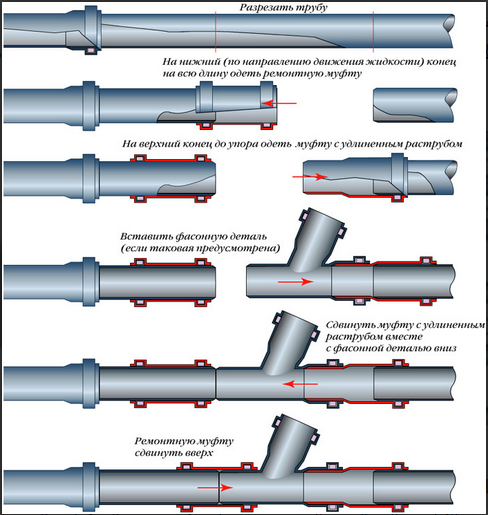 Разрезать трубу
На нижний (по направлению движения жидкости) конец
на всю длину одеть ремонтную муфту
На верхний конец до упора одеть муфту с удлиненным раструбом
Вставить фасонную деталь
(если таковая предусмотрена)
Сдвинуть муфту с удлиненным
раструбом вместе
с фасонной деталью вниз
Ремонтную муфту
сдвинуть вверх